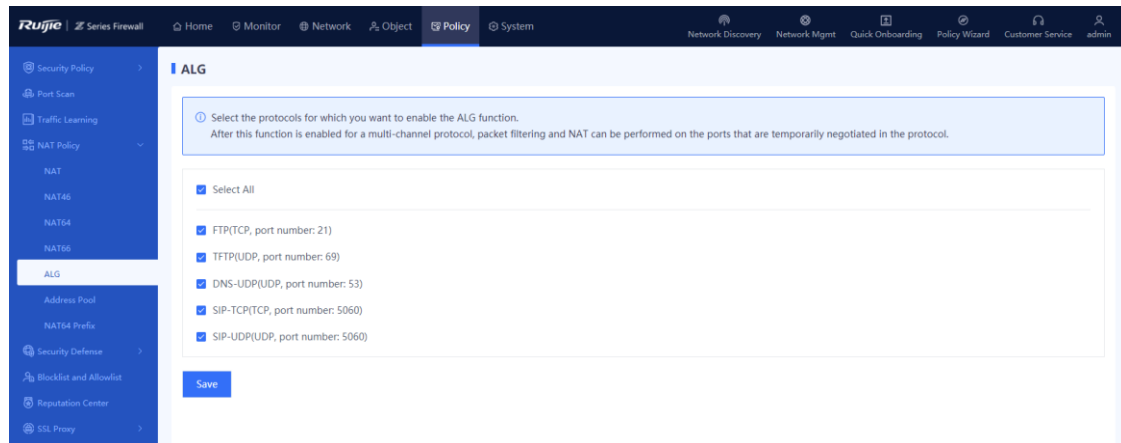 Ruijie | Z Series Firewall
Home Monitor Network Object Policy System
Network Discovery Network Mgmt Quick Onboarding Policy Wizard Customer Service admin
Security Policy
Port Scan
Traffic Learning
NAT Policy
NAT
NAT46
NAT64
NAT66
ALG
Address Pool
NAT64 Prefix
Security Defense
Blocklist and Allowlist
Reputation Center
SSL Proxy
ALG
Select the protocols for which you want to enable the ALG function.
After this function is enabled for a multi-channel protocol, packet filtering and NAT can be performed on the ports that are temporarily negotiated in the protocol.
Select All
FTP(TCP, port number: 21)
TFTP(UDP, port number: 69)
DNS-UDP(UDP, port number: 53)
SIP-TCP(TCP, port number: 5060)
SIP-UDP(UDP, port number: 5060)
Save